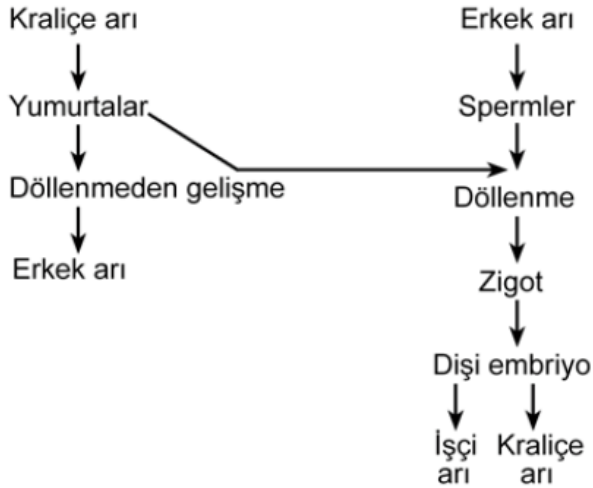 Kraliçe arı
Yumurtalar
Döllenmeden gelişme
Erkek arı
Erkek arı
Spermler
Döllenme
Zigot
Dişi embriyo
İşçi
arı
Kraliçe
arı